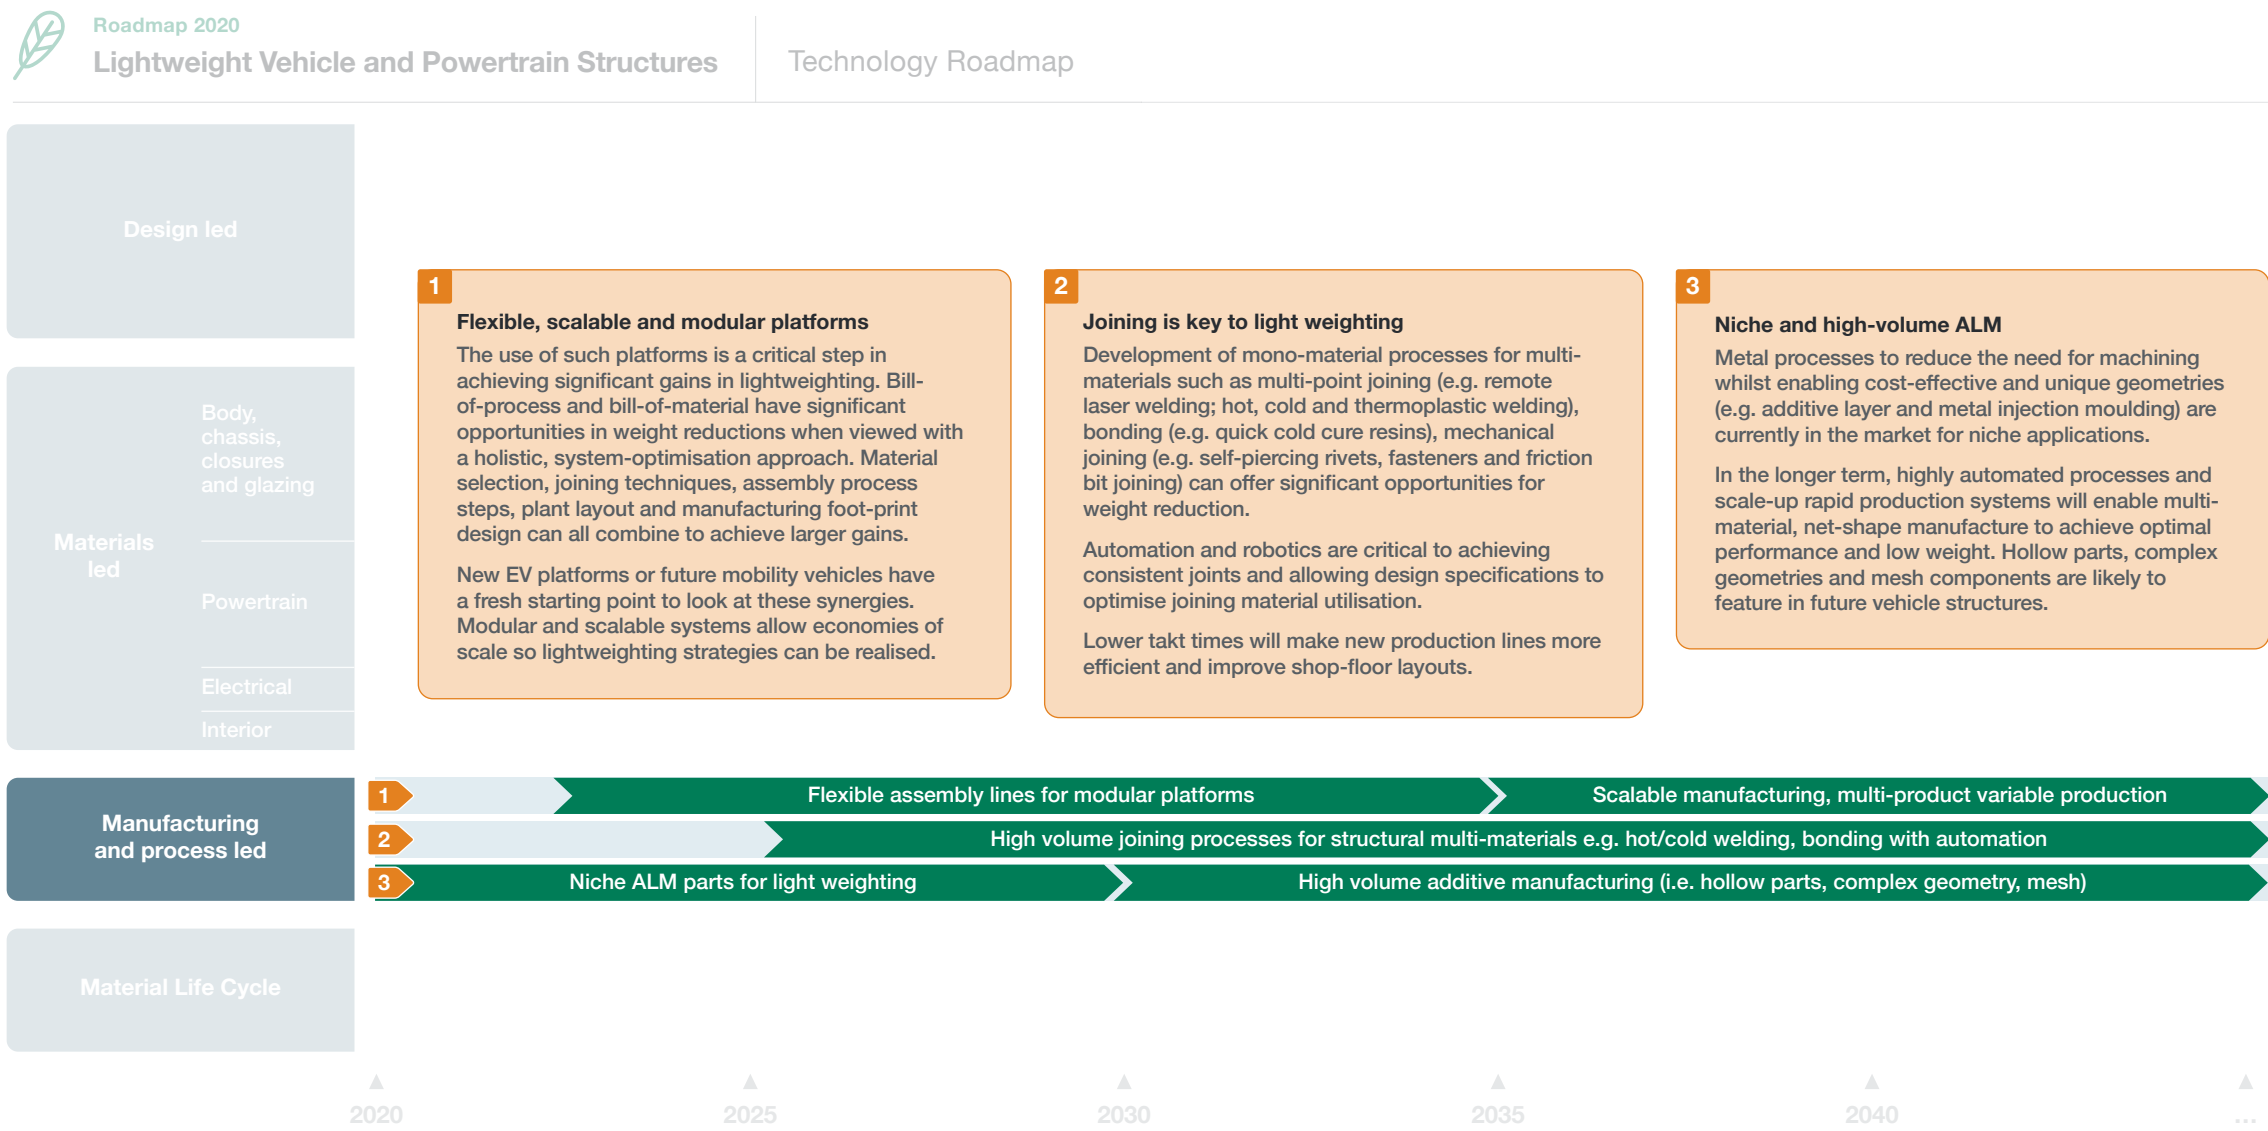 Roadmap 2020
Lightweight Vehicle and Powertrain Structures
Technology Roadmap
Design led
Materials
led
Body,
chassis,
closures
and glazing
Powertrain
Electrical
Interior
1
Flexible, scalable and modular platforms
The use of such platforms is a critical step in
achieving significant gains in lightweighting. Bill-
of-process and bill-of-material have significant
opportunities in weight reductions when viewed with
a holistic, system-optimisation approach. Material
selection, joining techniques, assembly process
steps, plant layout and manufacturing foot-print
design can all combine to achieve larger gains.
New EV platforms or future mobility vehicles have
a fresh starting point to look at these synergies.
Modular and scalable systems allow economies of
scale so lightweighting strategies can be realised.
2
Joining is key to light weighting
Development of mono-material processes for multi-
materials such as multi-point joining (e.g. remote
laser welding; hot, cold and thermoplastic welding),
bonding (e.g. quick cold cure resins), mechanical
joining (e.g. self-piercing rivets, fasteners and friction
bit joining) can offer significant opportunities for
weight reduction.
Automation and robotics are critical to achieving
consistent joints and allowing design specifications to
optimise joining material utilisation.
Lower takt times will make new production lines more
efficient and improve shop-floor layouts.
3
Niche and high-volume ALM
Metal processes to reduce the need for machining
whilst enabling cost-effective and unique geometries
(e.g. additive layer and metal injection moulding) are
currently in the market for niche applications.
In the longer term, highly automated processes and
scale-up rapid production systems will enable multi-
material, net-shape manufacture to achieve optimal
performance and low weight. Hollow parts, complex
geometries and mesh components are likely to
feature in future vehicle structures.
Manufacturing
and process led
1
Flexible assembly lines for modular platforms
Scalable manufacturing, multi-product variable production
2
High volume joining processes for structural multi-materials e.g. hot/cold welding, bonding with automation
3
Niche ALM parts for light weighting
High volume additive manufacturing (i.e. hollow parts, complex geometry, mesh)
Material Life Cycle
2020
2025
2030
2035
2040
...